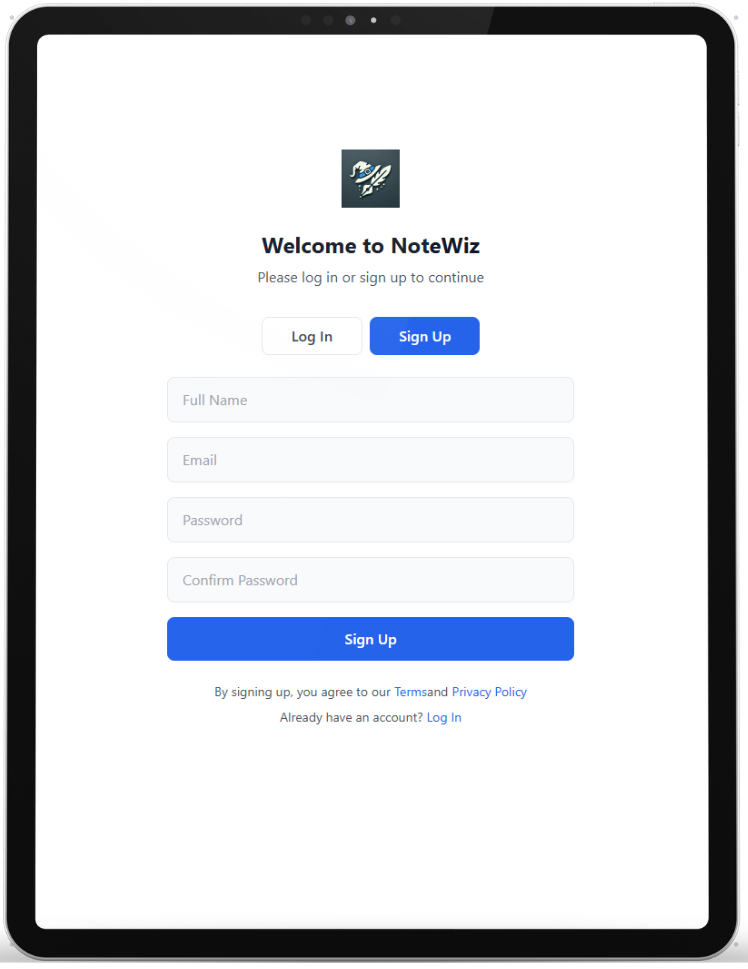 Welcome to NoteWiz
Please log in or sign up to continue
Log In Sign Up
Full Name
Email
Password
Confirm Password
Sign Up
By signing up, you agree to our Termsand Privacy Policy
Already have an account? Log In